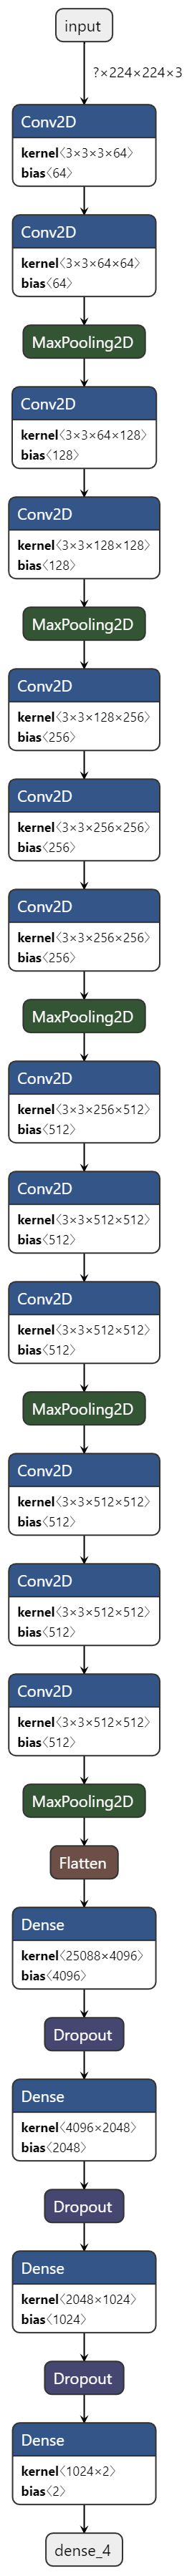 input
?×224×224×3
Conv2D
kernel⟨3×3×3×64⟩
bias⟨64⟩
Conv2D
kernel⟨3×3×64×64⟩
bias⟨64⟩
MaxPooling2D
Conv2D
kernel⟨3×3×64×128⟩
bias⟨128⟩
Conv2D
kernel⟨3×3×128×128⟩
bias⟨128⟩
MaxPooling2D
Conv2D
kernel⟨3×3×128×256⟩
bias⟨256⟩
Conv2D
kernel⟨3×3×256×256⟩
bias⟨256⟩
Conv2D
kernel⟨3×3×256×256⟩
bias⟨256⟩
MaxPooling2D
Conv2D
kernel⟨3×3×256×512⟩
bias⟨512⟩
Conv2D
kernel⟨3×3×512×512⟩
bias⟨512⟩
Conv2D
kernel⟨3×3×512×512⟩
bias⟨512⟩
MaxPooling2D
Conv2D
kernel⟨3×3×512×512⟩
bias⟨512⟩
Conv2D
kernel⟨3×3×512×512⟩
bias⟨512⟩
Conv2D
kernel⟨3×3×512×512⟩
bias⟨512⟩
MaxPooling2D
Flatten
Dense
kernel⟨25088×4096⟩
bias⟨4096⟩
Dropout
Dense
kernel⟨4096×2048⟩
bias⟨2048⟩
Dropout
Dense
kernel⟨2048×1024⟩
bias⟨1024⟩
Dropout
Dense
kernel⟨1024×2⟩
bias⟨2⟩
dense_4